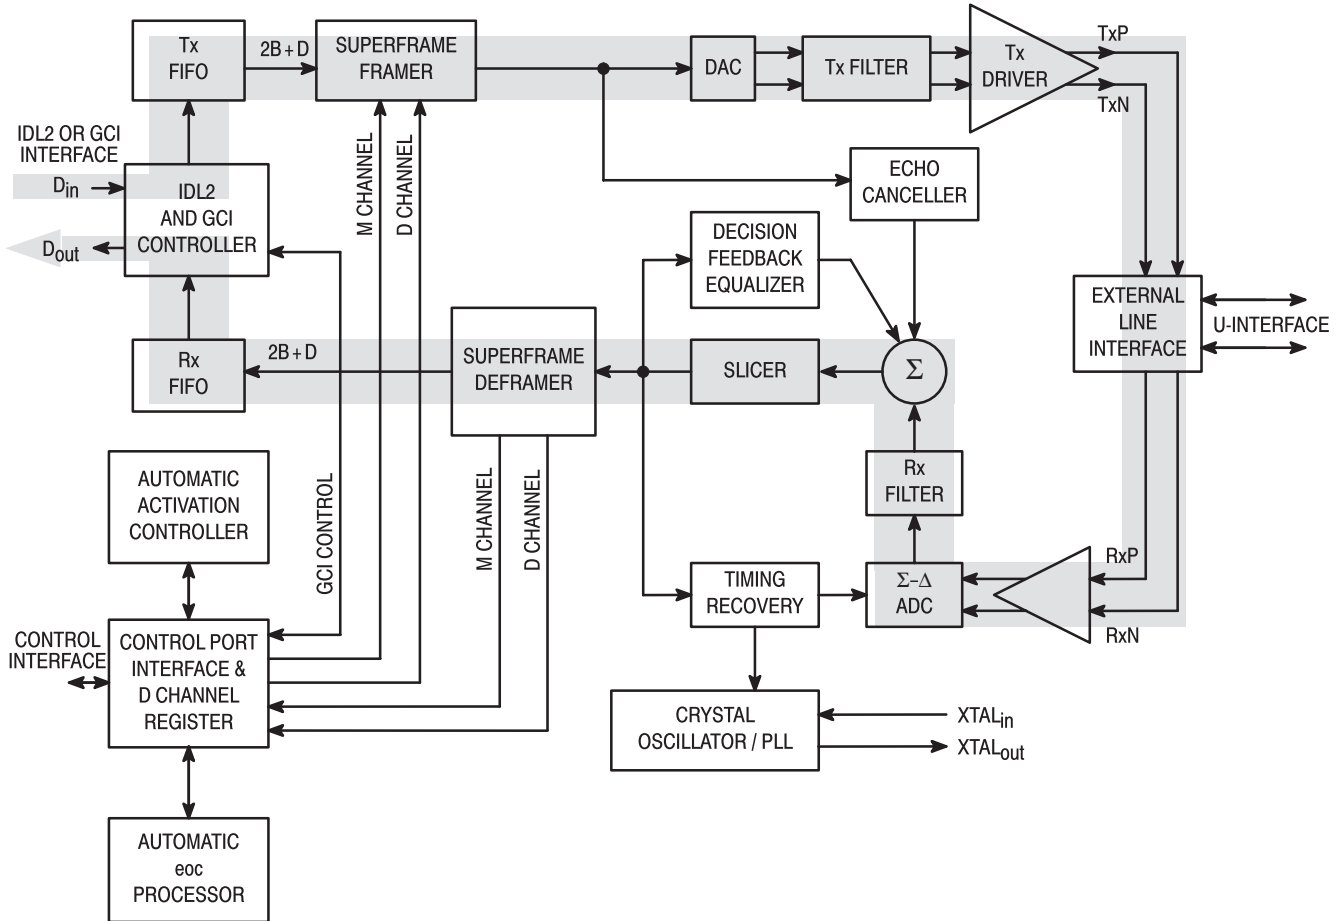 Tx
FIFO
2B + D
SUPERFRAME
FRAMER
DAC
Tx FILTER
Tx
DRIVER
TxP
TxN
IDL2 OR GCI
INTERFACE
Din
Dout
IDL2
AND GCI
CONTROLLER
M CHANNEL
D CHANNEL
ECHO
CANCELLER
DECISION
FEEDBACK
EQUALIZER
EXTERNAL
LINE
INTERFACE
U-INTERFACE
Rx
FIFO
2B + D
SUPERFRAME
DEFRAMER
SLICER
Σ
AUTOMATIC
ACTIVATION
CONTROLLER
GCI CONTROL
M CHANNEL
D CHANNEL
Rx
FILTER
TIMING
RECOVERY
Σ–Δ
ADC
RxP
RxN
CONTROL
INTERFACE
CONTROL PORT
INTERFACE &
D CHANNEL
REGISTER
CRYSTAL
OSCILLATOR / PLL
XTALin
XTALout
AUTOMATIC
eoc
PROCESSOR